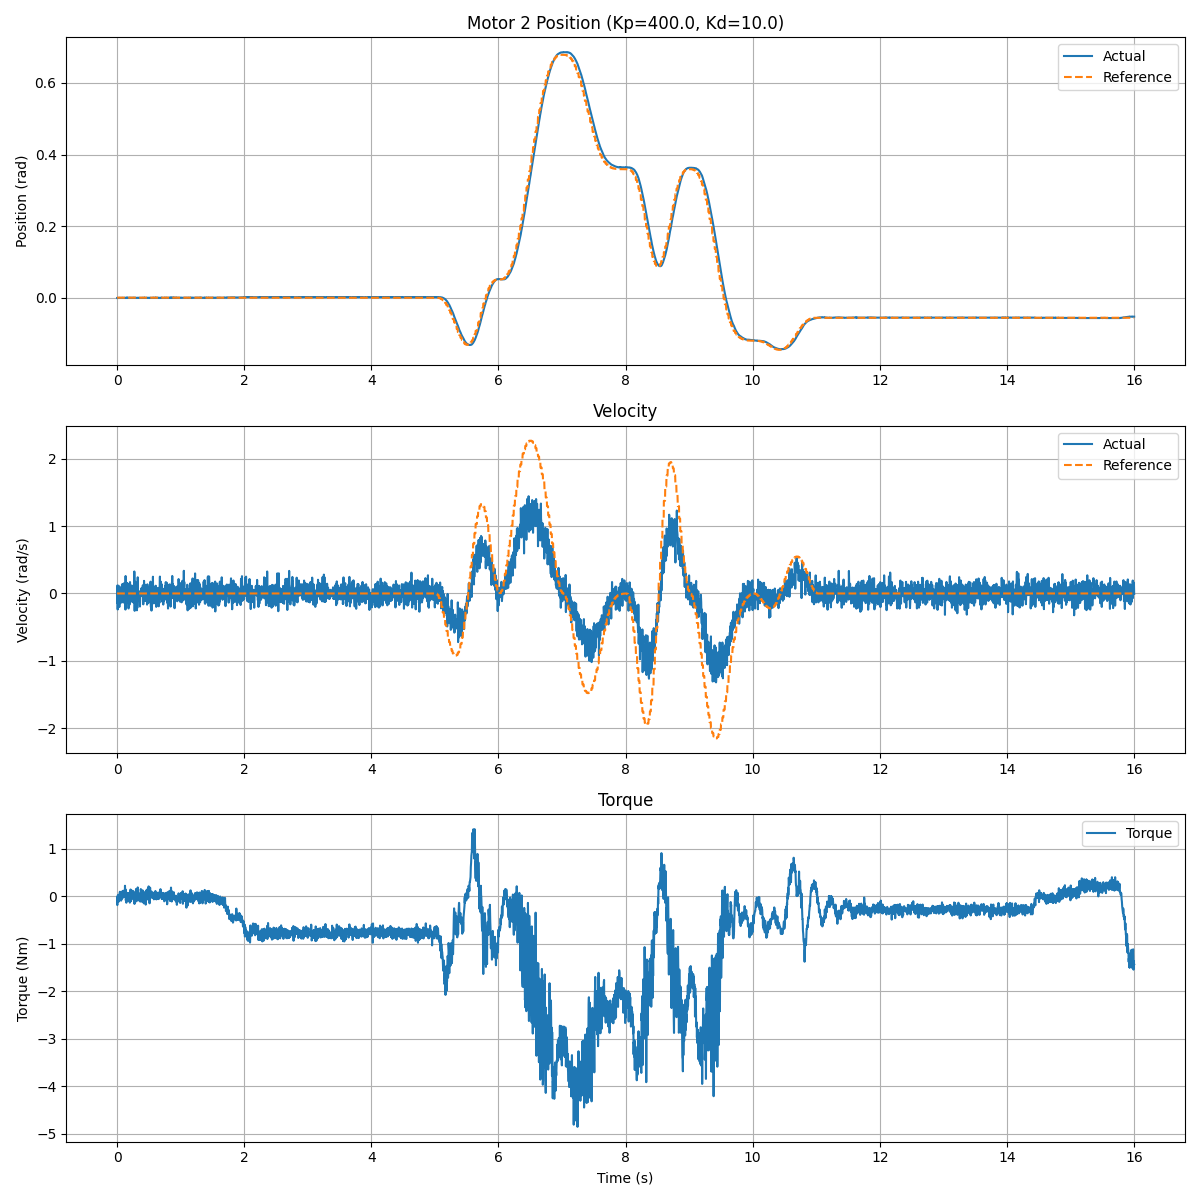 Motor 2 Position (Kp=400.0, Kd=10.0)
Actual
Reference
Position (rad)
0.6
0.4
0.2
0.0
0 2 4 6 8 10 12 14 16
Velocity
Actual
Reference
Velocity (rad/s)
2
1
0
−1
−2
0 2 4 6 8 10 12 14 16
Torque
Torque
Torque (Nm)
1
0
−1
−2
−3
−4
−5
0 2 4 6 8 10 12 14 16
Time (s)